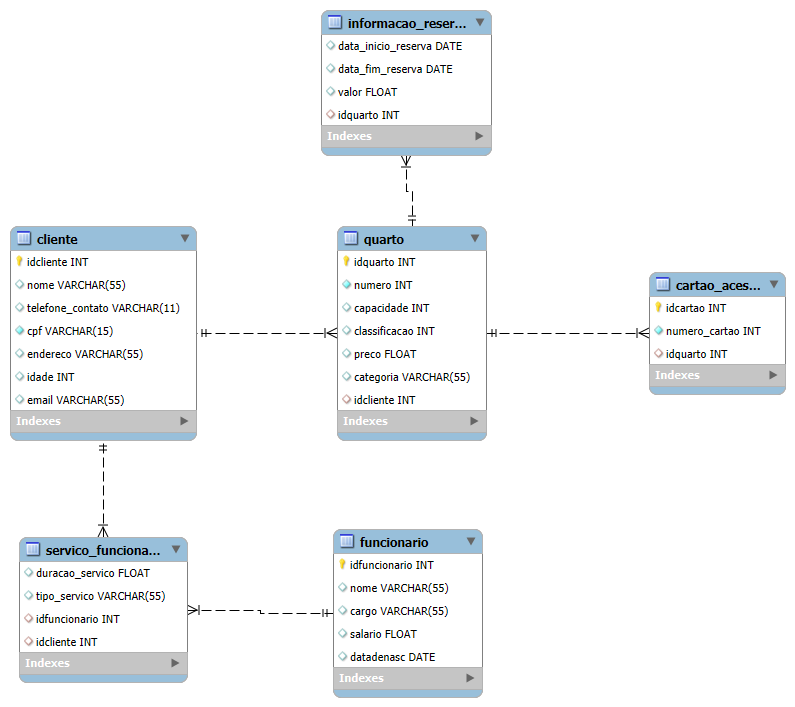 informacao_reser...
data_inicio_reserva DATE
data_fim_reserva DATE
valor FLOAT
idquarto INT
Indexes
cliente
idcliente INT
nome VARCHAR(55)
telefone_contato VARCHAR(11)
cpf VARCHAR(15)
endereco VARCHAR(55)
idade INT
email VARCHAR(55)
Indexes
quarto
idquarto INT
numero INT
capacidade INT
classificacao INT
preco FLOAT
categoria VARCHAR(55)
idcliente INT
Indexes
cartao_aces...
idcartao INT
numero_cartao INT
idquarto INT
Indexes
servico_funciona...
duracao_servico FLOAT
tipo_servico VARCHAR(55)
idfuncionario INT
idcliente INT
Indexes
funcionario
idfuncionario INT
nome VARCHAR(55)
cargo VARCHAR(55)
salario FLOAT
datadenasc DATE
Indexes